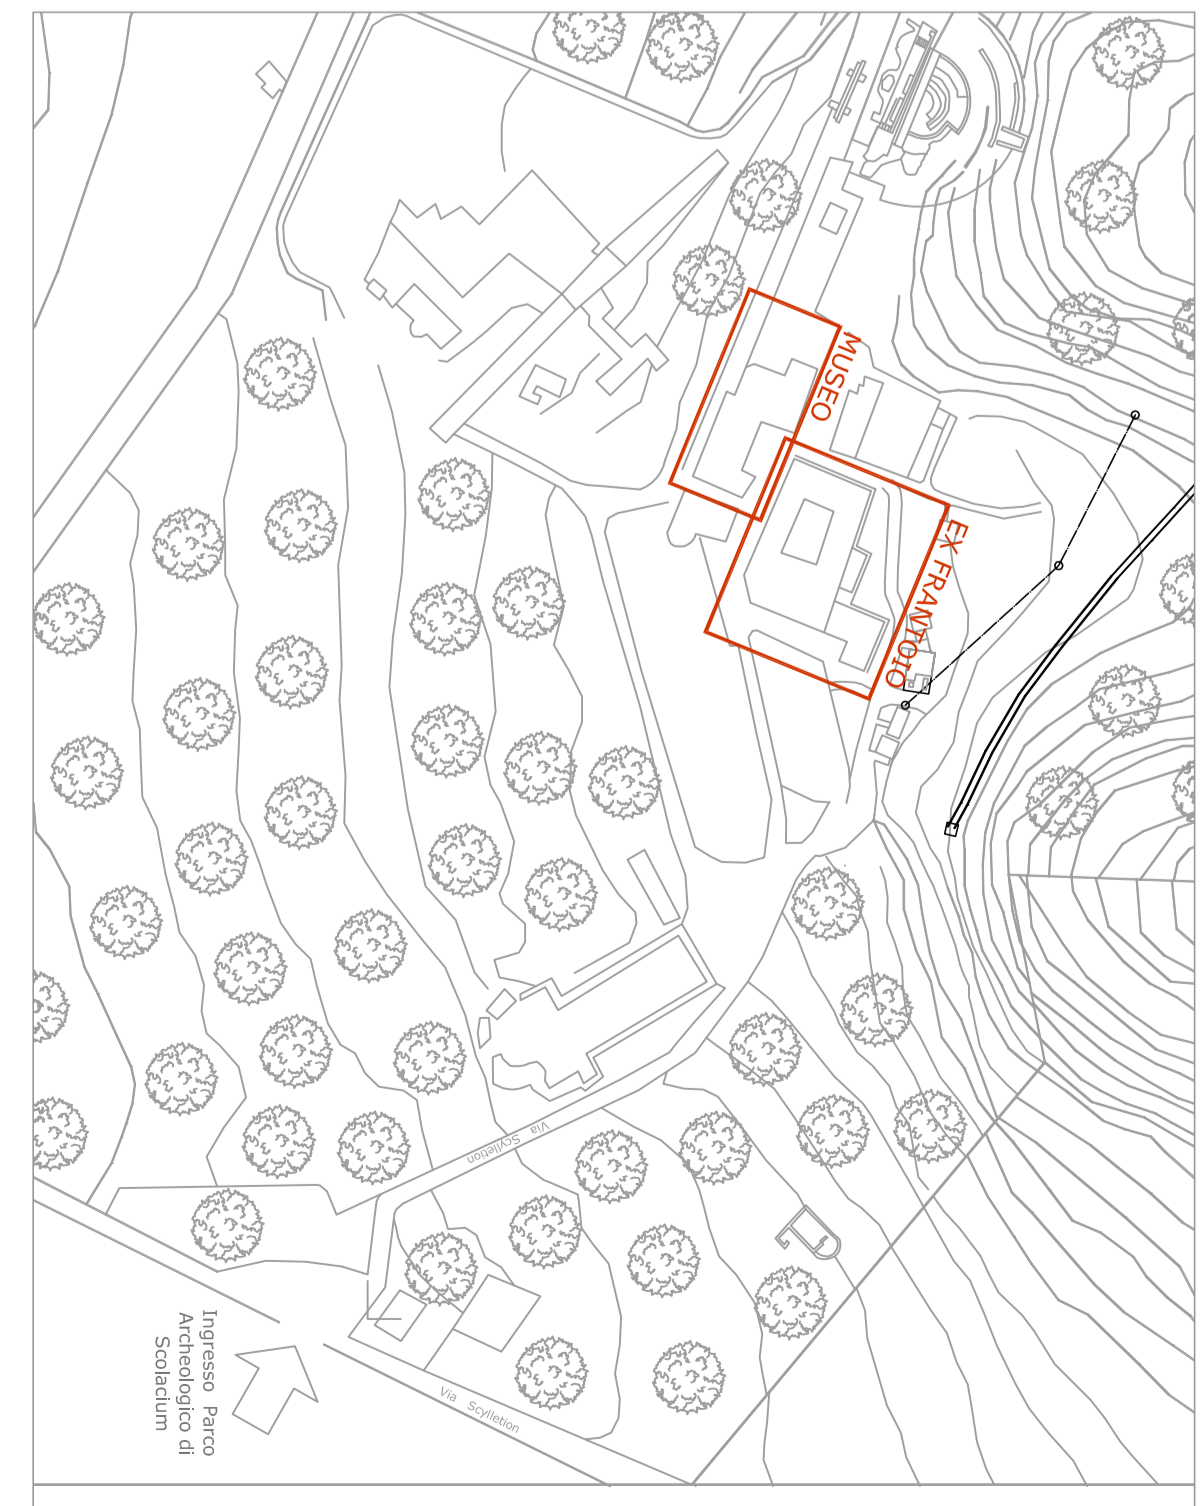 MUSEO
EX FRANTOIO
Via Scylletion
Via Scylletion
Ingresso Parco
Archeologico di
Scolacium